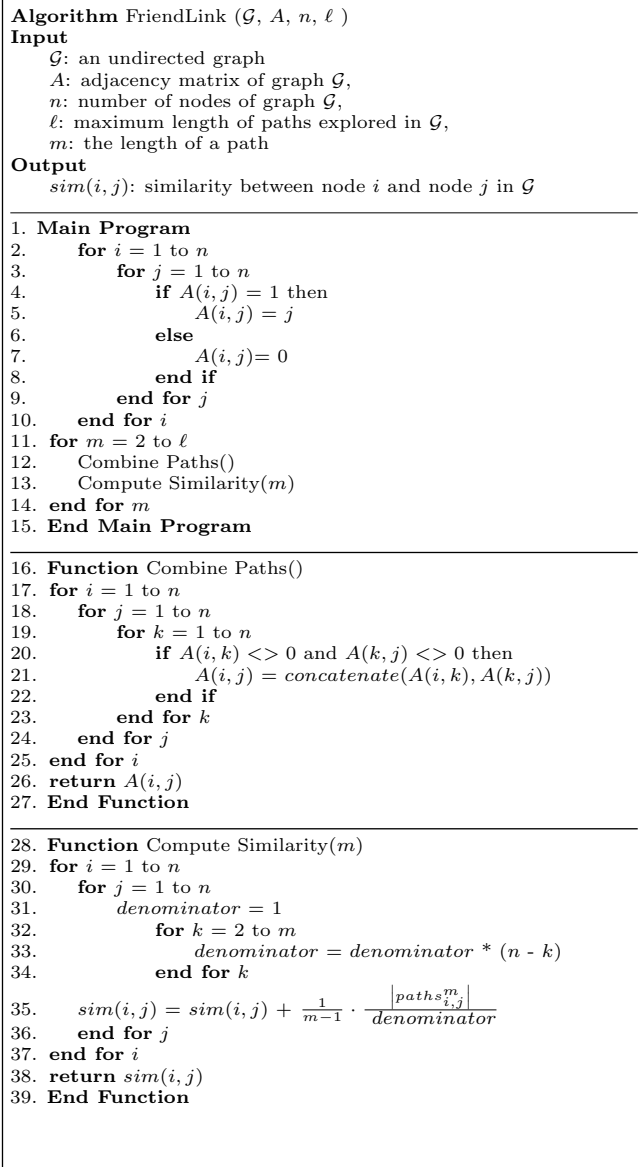 Algorithm FriendLink (𝒢, A, n, ℓ )
Input
𝒢: an undirected graph
A: adjacency matrix of graph 𝒢,
n: number of nodes of graph 𝒢,
ℓ: maximum length of paths explored in 𝒢,
m: the length of a path
Output
sim(i, j): similarity between node i and node j in 𝒢
1. Main Program
2. for i = 1 to n
3. for j = 1 to n
4. if A(i, j) = 1 then
5. A(i, j) = j
6. else
7. A(i, j)= 0
8. end if
9. end for j
10. end for i
11. for m = 2 to ℓ
12. Combine Paths()
13. Compute Similarity(m)
14. end for m
15. End Main Program
16. Function Combine Paths()
17. for i = 1 to n
18. for j = 1 to n
19. for k = 1 to n
20. if A(i, k) <> 0 and A(k, j) <> 0 then
21. A(i, j) = concatenate(A(i, k), A(k, j))
22. end if
23. end for k
24. end for j
25. end for i
26. return A(i, j)
27. End Function
28. Function Compute Similarity(m)
29. for i = 1 to n
30. for j = 1 to n
31. denominator = 1
32. for k = 2 to m
33. denominator = denominator * (n - k)
34. end for k
35. sim(i, j) = sim(i, j) + \frac{1}{m−1} · \frac{|paths^m_{i,j}|}{denominator}
36. end for j
37. end for i
38. return sim(i, j)
39. End Function